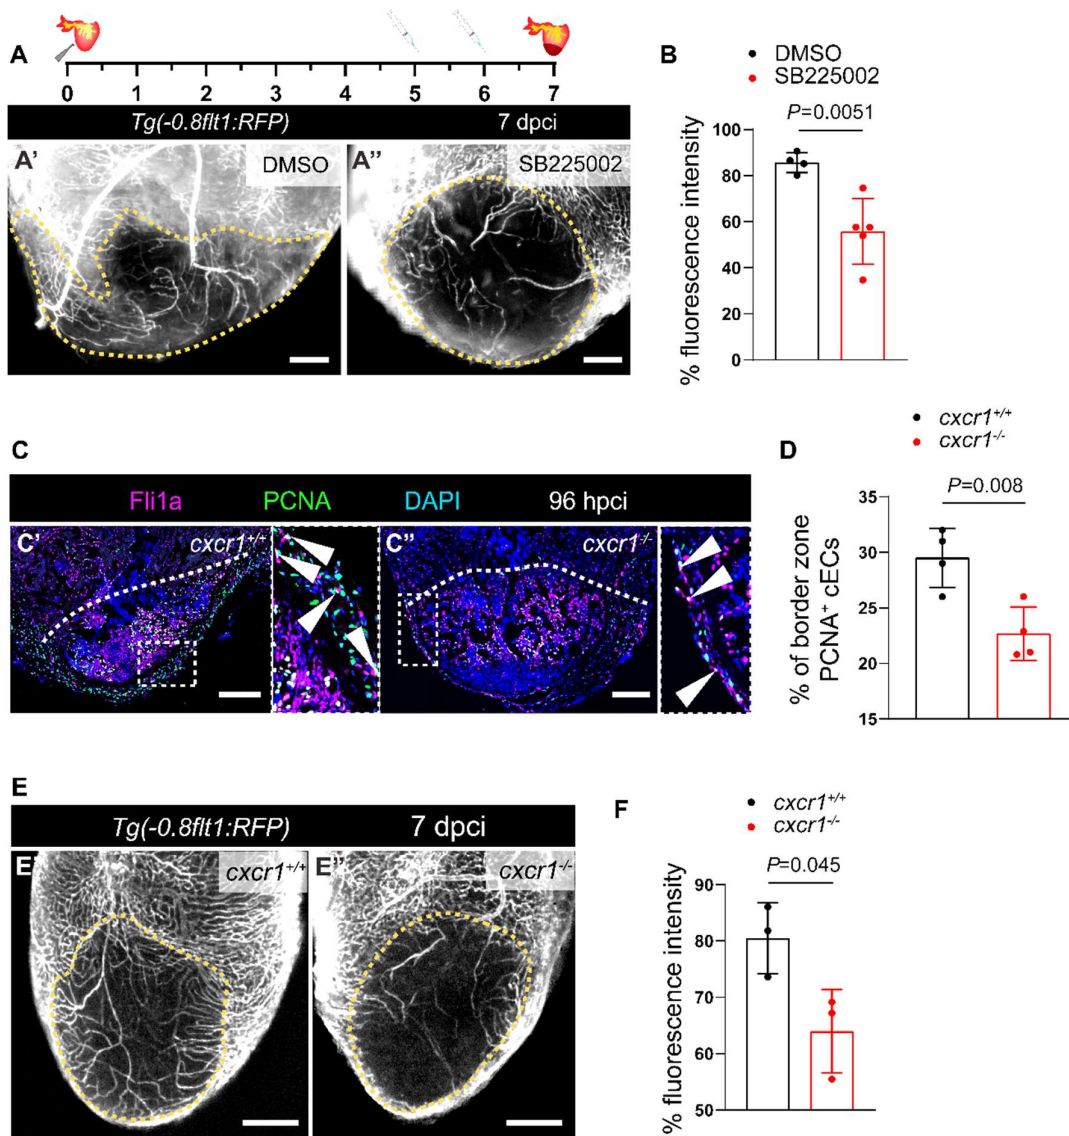 A
0 1 2 3 4 5 6 7
Tg(-0.8flt1:RFP) 7 dpci
A' DMSO A" SB225002
B
DMSO
SB225002
P=0.0051
% fluorescence intensity
100
80
60
40
20
0
C
Fli1a PCNA DAPI 96 hpci
C' cxcr1+/+ C" cxcr1-/-
D
cxcr1+/+
cxcr1-/-
P=0.008
% of border zone
PCNA+ cECs
35
30
25
20
15
E
Tg(-0.8flt1:RFP) 7 dpci
E' cxcr1+/+ E" cxcr1-/-
F
cxcr1+/+
cxcr1-/-
P=0.045
% fluorescence intensity
90
80
70
60
50